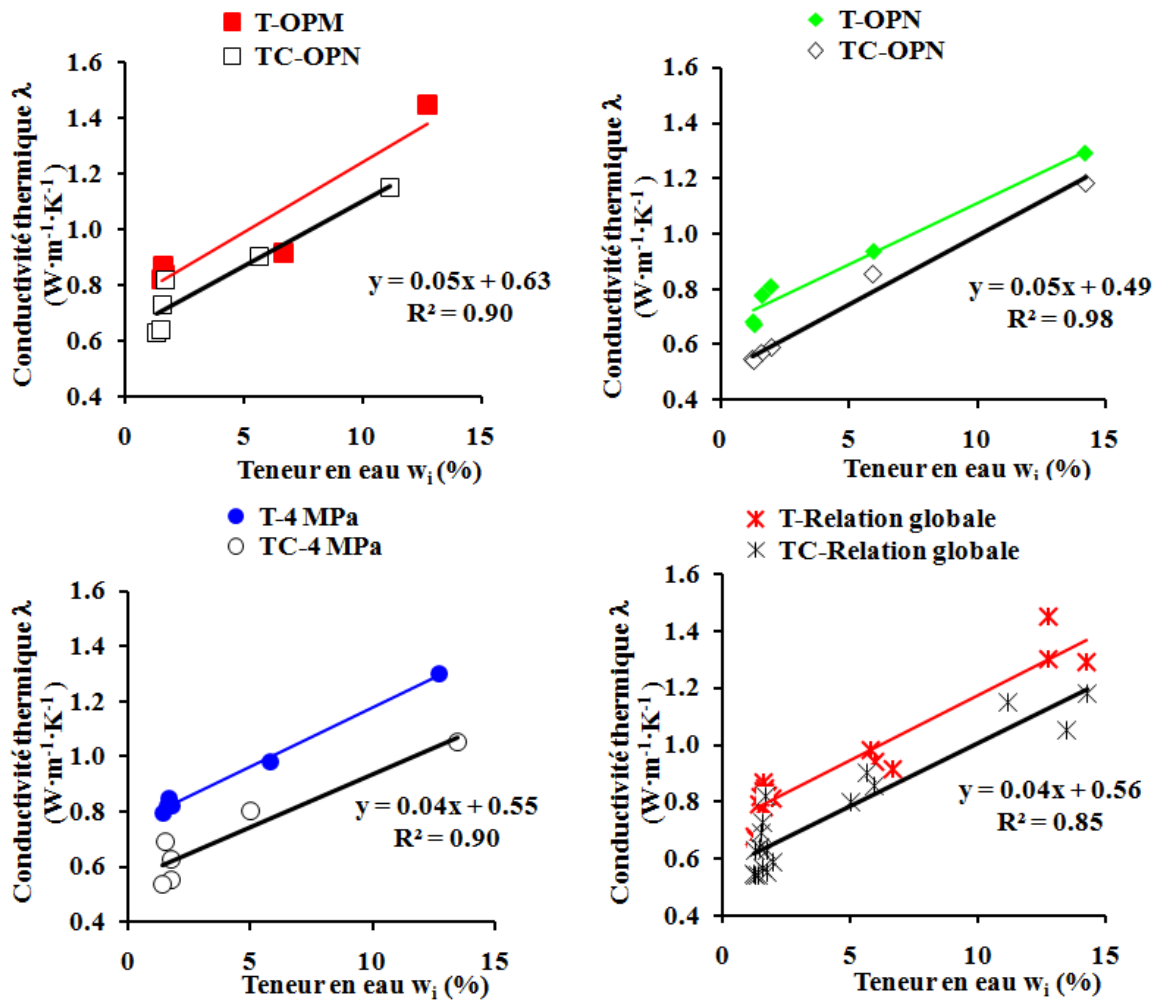 T-OPM
TC-OPN
Conductivité thermique λ
(W·m⁻¹·K⁻¹)
1.6
1.4
1.2
1.0
0.8
0.6
0.4
y = 0.05x + 0.63
R² = 0.90
0 5 10 15
Teneur en eau wᵢ (%)
T-OPN
TC-OPN
Conductivité thermique λ
(W·m⁻¹·K⁻¹)
1.6
1.4
1.2
1.0
0.8
0.6
0.4
y = 0.05x + 0.49
R² = 0.98
0 5 10 15
Teneur en eau wᵢ (%)
T-4 MPa
TC-4 MPa
Conductivité thermique λ
(W·m⁻¹·K⁻¹)
1.6
1.4
1.2
1.0
0.8
0.6
0.4
y = 0.04x + 0.55
R² = 0.90
0 5 10 15
Teneur en eau wᵢ (%)
T-Relation globale
TC-Relation globale
Conductivité thermique λ
(W·m⁻¹·K⁻¹)
1.6
1.4
1.2
1.0
0.8
0.6
0.4
y = 0.04x + 0.56
R² = 0.85
0 5 10 15
Teneur en eau wᵢ (%)